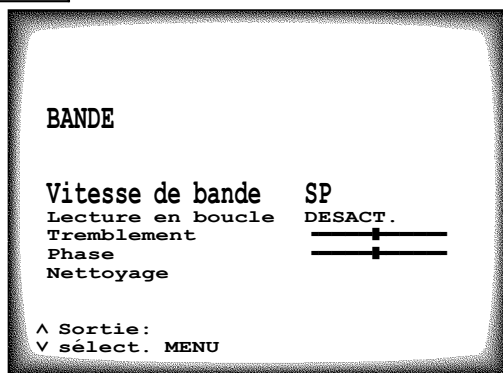 BANDE
Vitesse de bande SP
Lecture en boucle DESACT.
Tremblement
Phase
Nettoyage
∧ Sortie:
∨ sélect. MENU